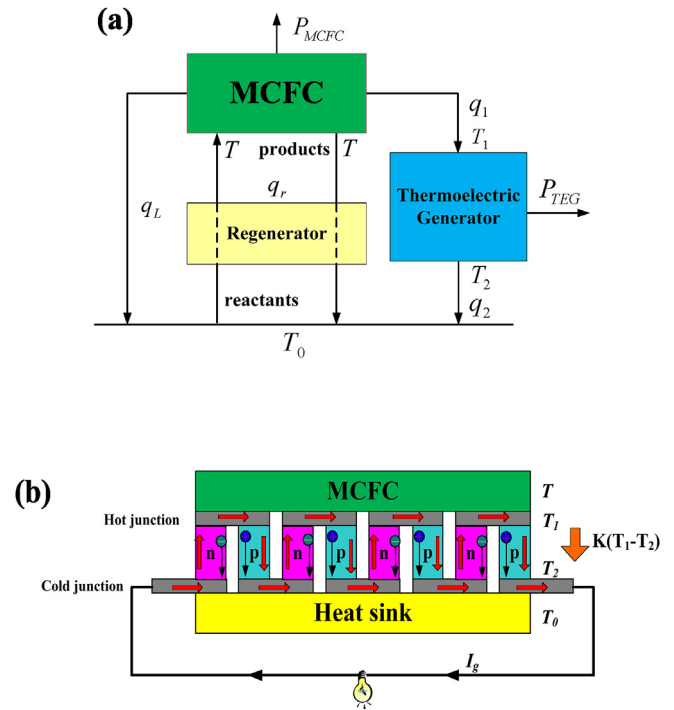 (a)
P_MCFC
MCFC
q_1
T products T
T_1
q_r
q_L
Thermoelectric
Generator
P_TEG
Regenerator
reactants
T_2
q_2
T_0
(b)
MCFC T
Hot junction T_1
K(T_1-T_2)
n p n p n p n p
Cold junction T_2
Heat sink T_0
I_g